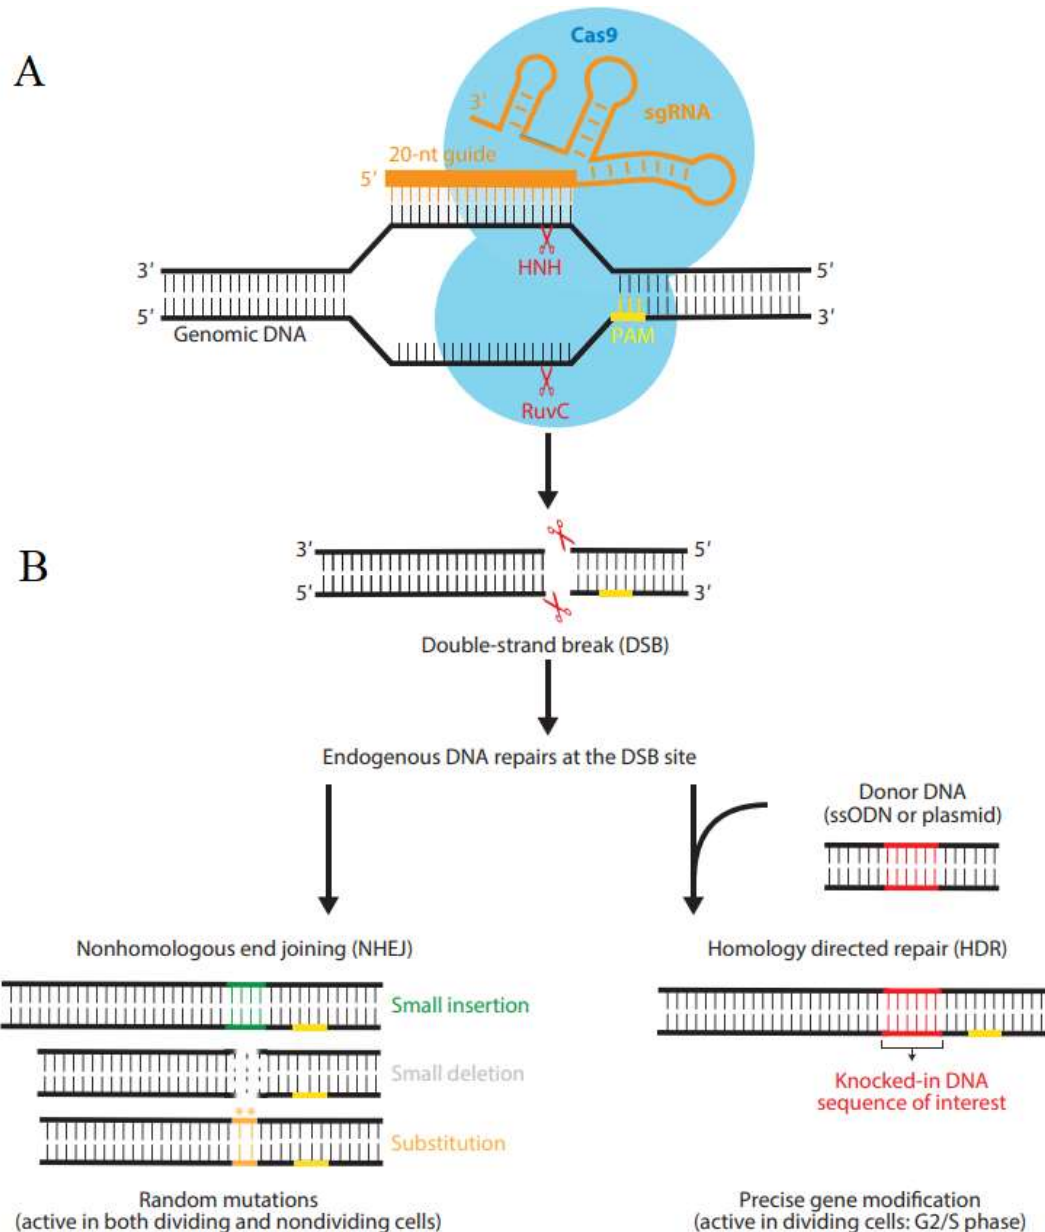 A
Cas9
3′
sgRNA
20-nt guide
5′
HNH
3′
5′
5′
3′
Genomic DNA
PAM
RuvC
B
3′
5′
5′
3′
Double-strand break (DSB)
Endogenous DNA repairs at the DSB site
Donor DNA
(ssODN or plasmid)
Nonhomologous end joining (NHEJ)
Homology directed repair (HDR)
Small insertion
Small deletion
Substitution
Knocked-in DNA
sequence of interest
Random mutations
(active in both dividing and nondividing cells)
Precise gene modification
(active in dividing cells: G2/S phase)